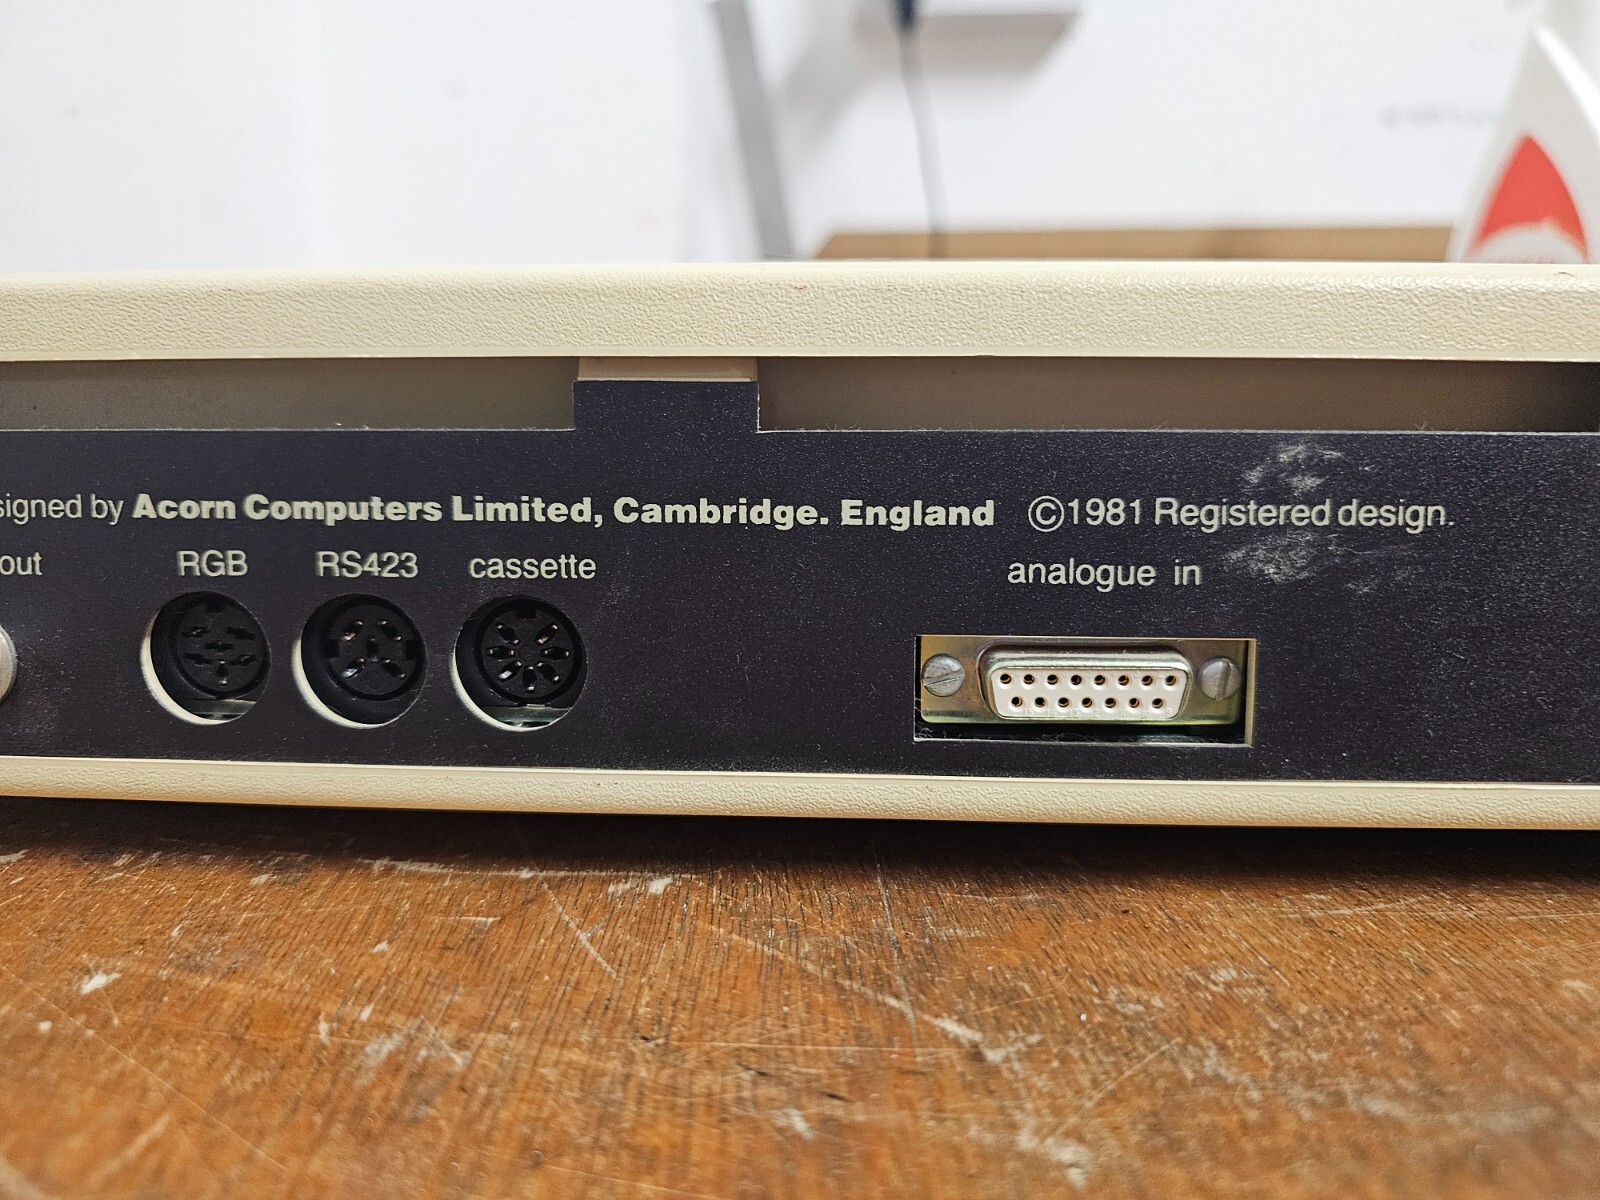 signed by Acorn Computers Limited, Cambridge. England ©1981 Registered design.
out RGB RS423 cassette analogue in